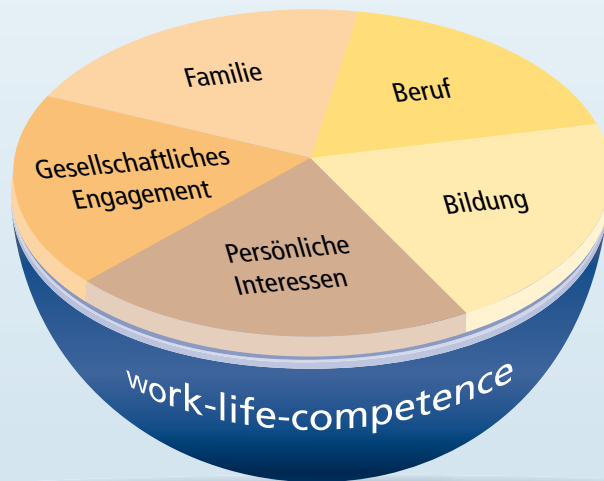 Familie
Beruf
Gesellschaftliches
Engagement
Bildung
Persönliche
Interessen
work-life-competence